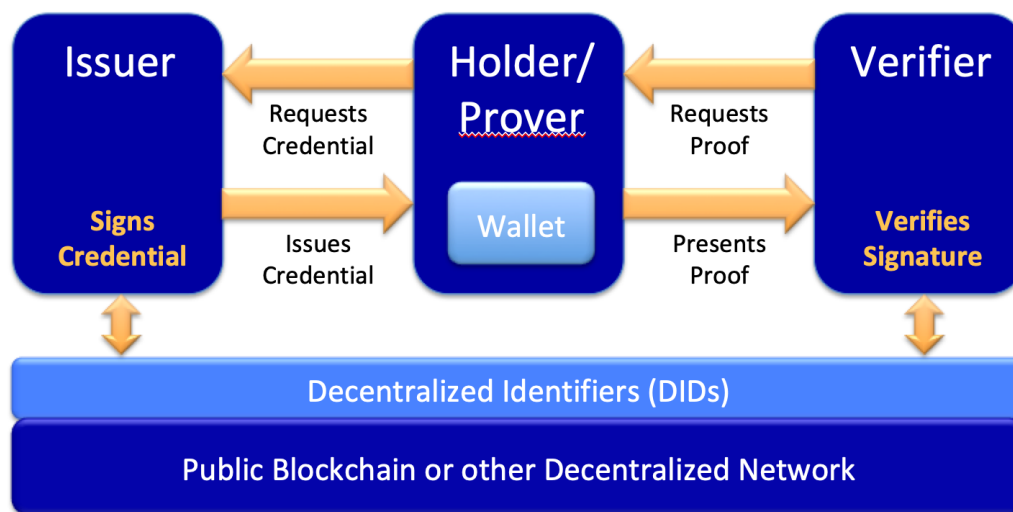 Issuer
Signs
Credential
Requests
Credential
Issues
Credential
Holder/
Prover
Wallet
Requests
Proof
Presents
Proof
Verifier
Verifies
Signature
Decentralized Identifiers (DIDs)
Public Blockchain or other Decentralized Network